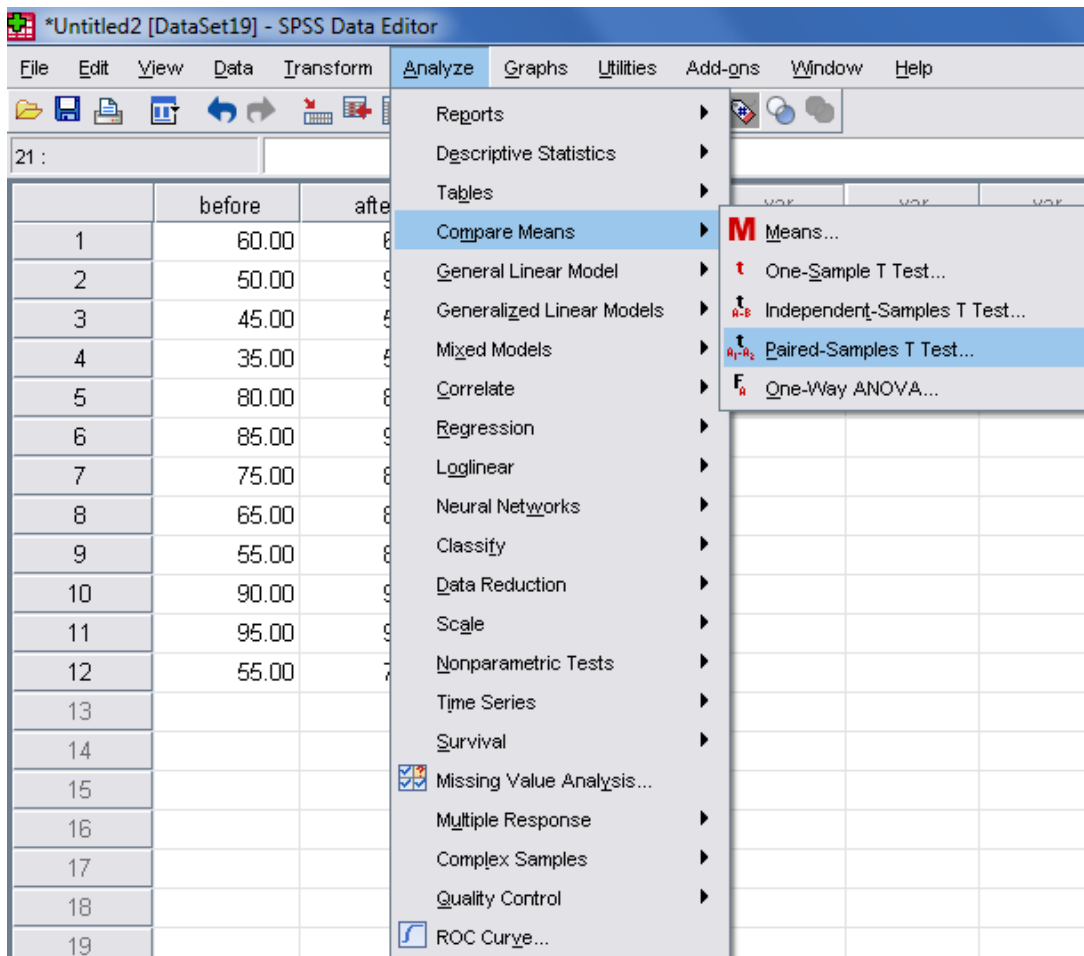 *Untitled2 [DataSet19] - SPSS Data Editor
File Edit View Data Transform Analyze Graphs Utilities Add-ons Window Help
21 :
before
1 60.00
2 50.00
3 45.00
4 35.00
5 80.00
6 85.00
7 75.00
8 65.00
9 55.00
10 90.00
11 95.00
12 55.00
13
14
15
16
17
18
19
Reports
Descriptive Statistics
Tables
Compare Means
General Linear Model
Generalized Linear Models
Mixed Models
Correlate
Regression
Loglinear
Neural Networks
Classify
Data Reduction
Scale
Nonparametric Tests
Time Series
Survival
Missing Value Analysis...
Multiple Response
Complex Samples
Quality Control
ROC Curve...
M Means...
t One-Sample T Test...
Independent-Samples T Test...
Paired-Samples T Test...
One-Way ANOVA...